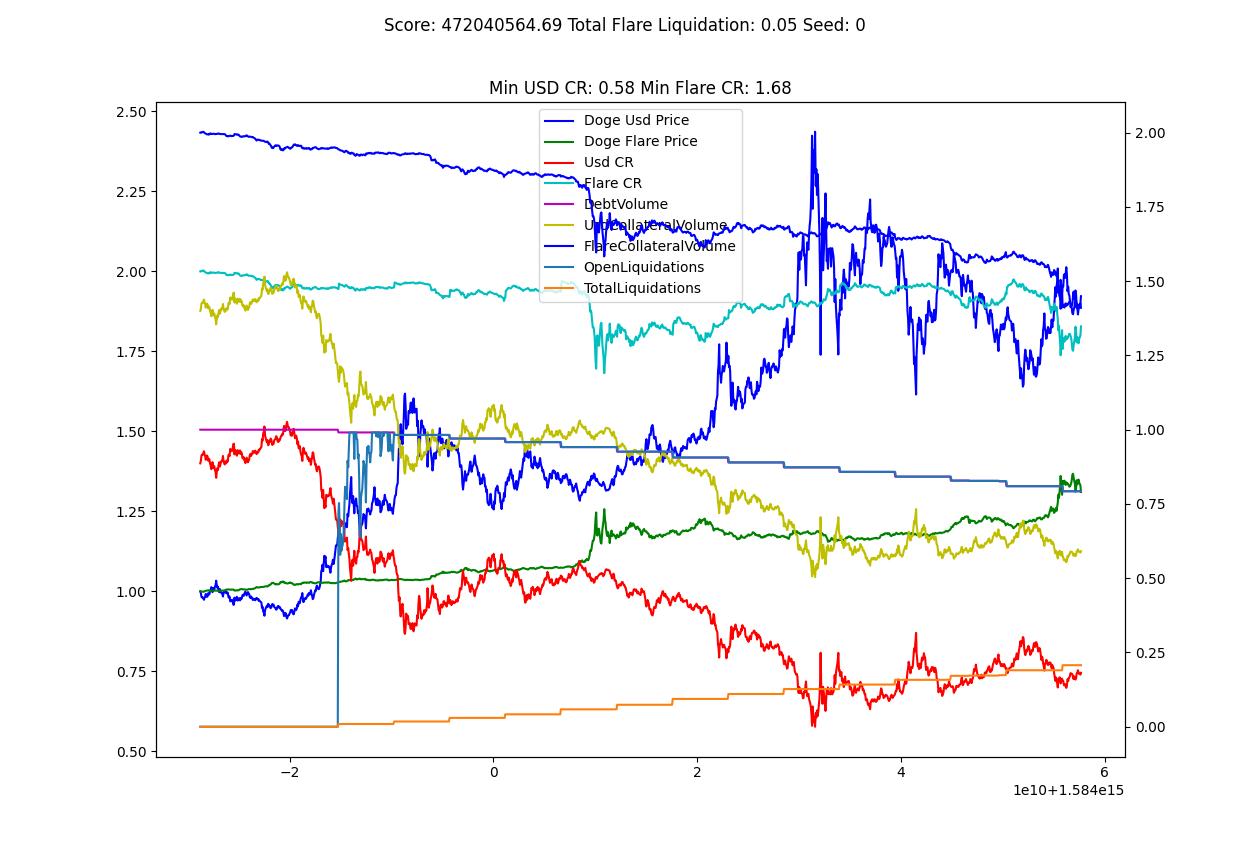 Score: 472040564.69 Total Flare Liquidation: 0.05 Seed: 0
Min USD CR: 0.58 Min Flare CR: 1.68
Doge Usd Price
Doge Flare Price
Usd CR
Flare CR
DebtVolume
UsdCollateralVolume
FlareCollateralVolume
OpenLiquidations
TotalLiquidations
2.50
2.25
2.00
1.75
1.50
1.25
1.00
0.75
0.50
2.00
1.75
1.50
1.25
1.00
0.75
0.50
0.25
0.00
−2
0
2
4
6
1e10+1.584e15